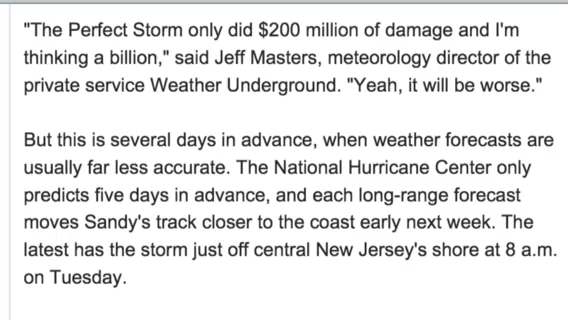 "The Perfect Storm only did $200 million of damage and I'm
thinking a billion," said Jeff Masters, meteorology director of the
private service Weather Underground. "Yeah, it will be worse."
But this is several days in advance, when weather forecasts are
usually far less accurate. The National Hurricane Center only
predicts five days in advance, and each long-range forecast
moves Sandy's track closer to the coast early next week. The
latest has the storm just off central New Jersey's shore at 8 a.m.
on Tuesday.